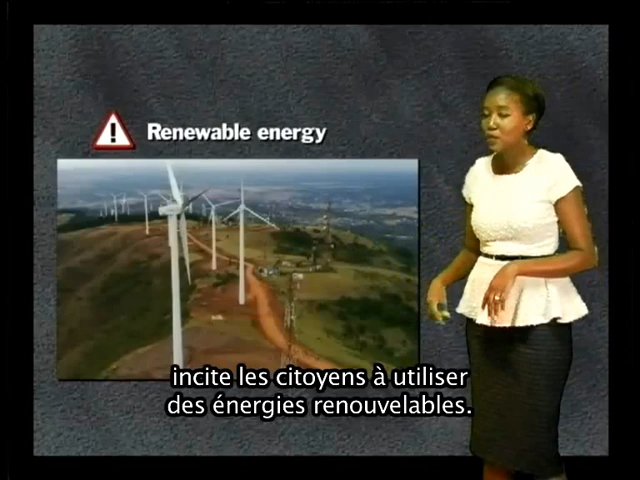 Renewable energy
incite les citoyens à utiliser
des énergies renouvelables.